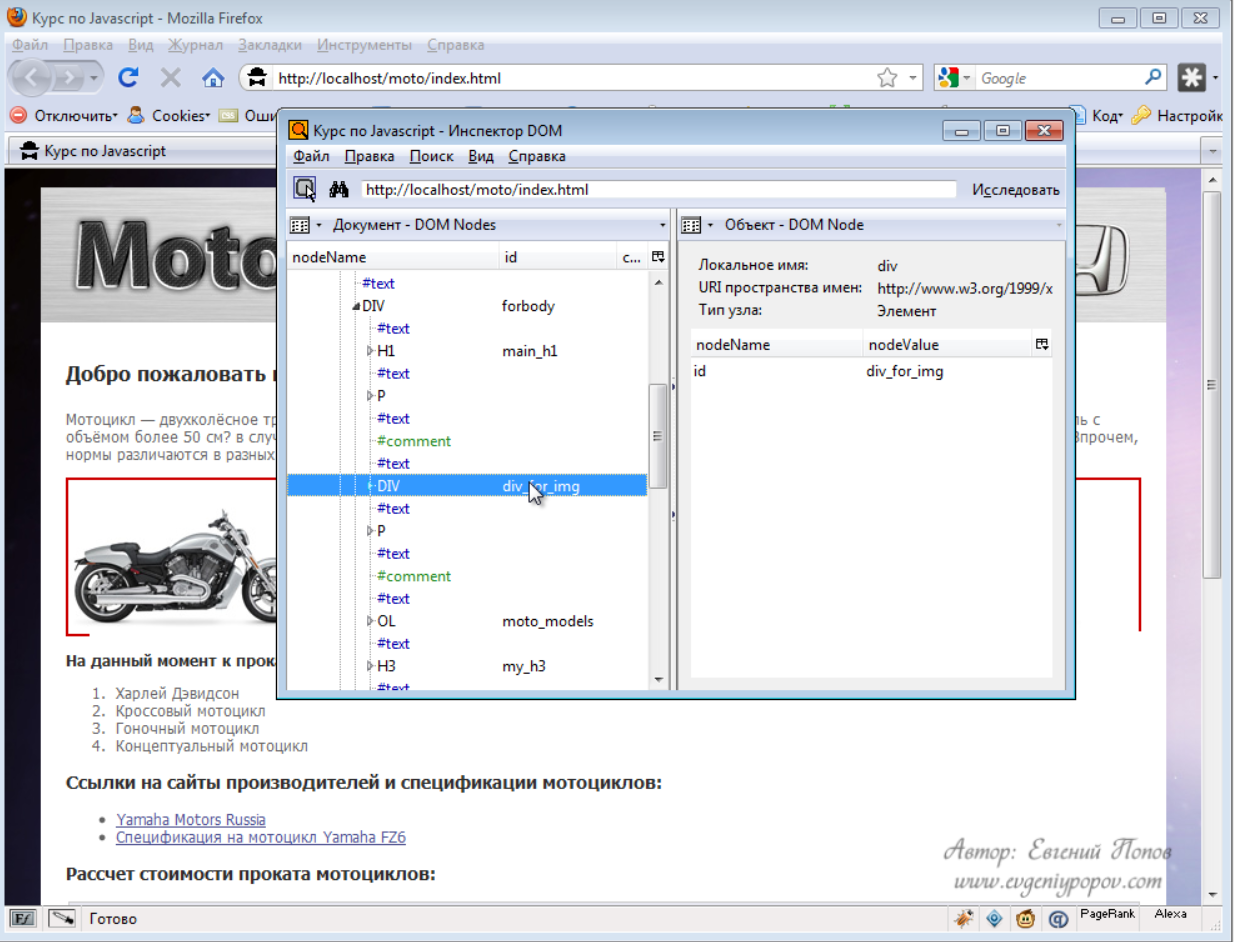 Курс по Javascript - Mozilla Firefox
Файл Правка Вид Журнал Закладки Инструменты Справка
http://localhost/moto/index.html
Google
Отключить Cookies Оши
Код Настройк
Курс по Javascript
Курс по Javascript - Инспектор DOM
Файл Правка Поиск Вид Справка
http://localhost/moto/index.html Исследовать
Документ - DOM Nodes
nodeName id c...
#text
DIV forbody
#text
H1 main_h1
#text
P
#text
#comment
#text
DIV div_for_img
#text
P
#text
#comment
#text
OL moto_models
#text
H3 my_h3
#text
Объект - DOM Node
Локальное имя: div
URI пространства имен: http://www.w3.org/1999/x
Тип узла: Элемент
nodeName nodeValue
id div_for_img
Moto
Добро пожаловать
Мотоцикл — двухколёсное тр
объёмом более 50 см? в случ
нормы различаются в разных
ль с
Впрочем,
На данный момент к прок
1. Харлей Дэвидсон
2. Кроссовый мотоцикл
3. Гоночный мотоцикл
4. Концептуальный мотоцикл
Ссылки на сайты производителей и спецификации мотоциклов:
Yamaha Motors Russia
Спецификация на мотоцикл Yamaha FZ6
Рассчет стоимости проката мотоциклов:
Автор: Евгений Попов
www.evgeniypopov.com
Готово
PageRank Alexa